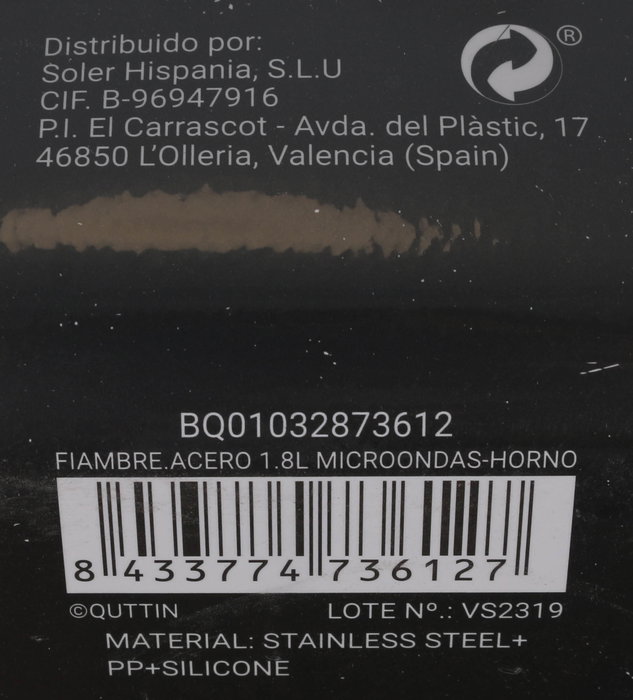 Distribuido por:
®
Soler Hispania, S.L.U
CIF. B-96947916
P.I. El Carrascot - Avda. del Plàstic, 17
46850 L'Olleria, Valencia (Spain)
BQ01032873612
FIAMBRE.ACERO 1.8L MICROONDAS-HORNO
8 433774 736127
©QUTTIN LOTE Nº.: VS2319
MATERIAL: STAINLESS STEEL+
PP+SILICONE